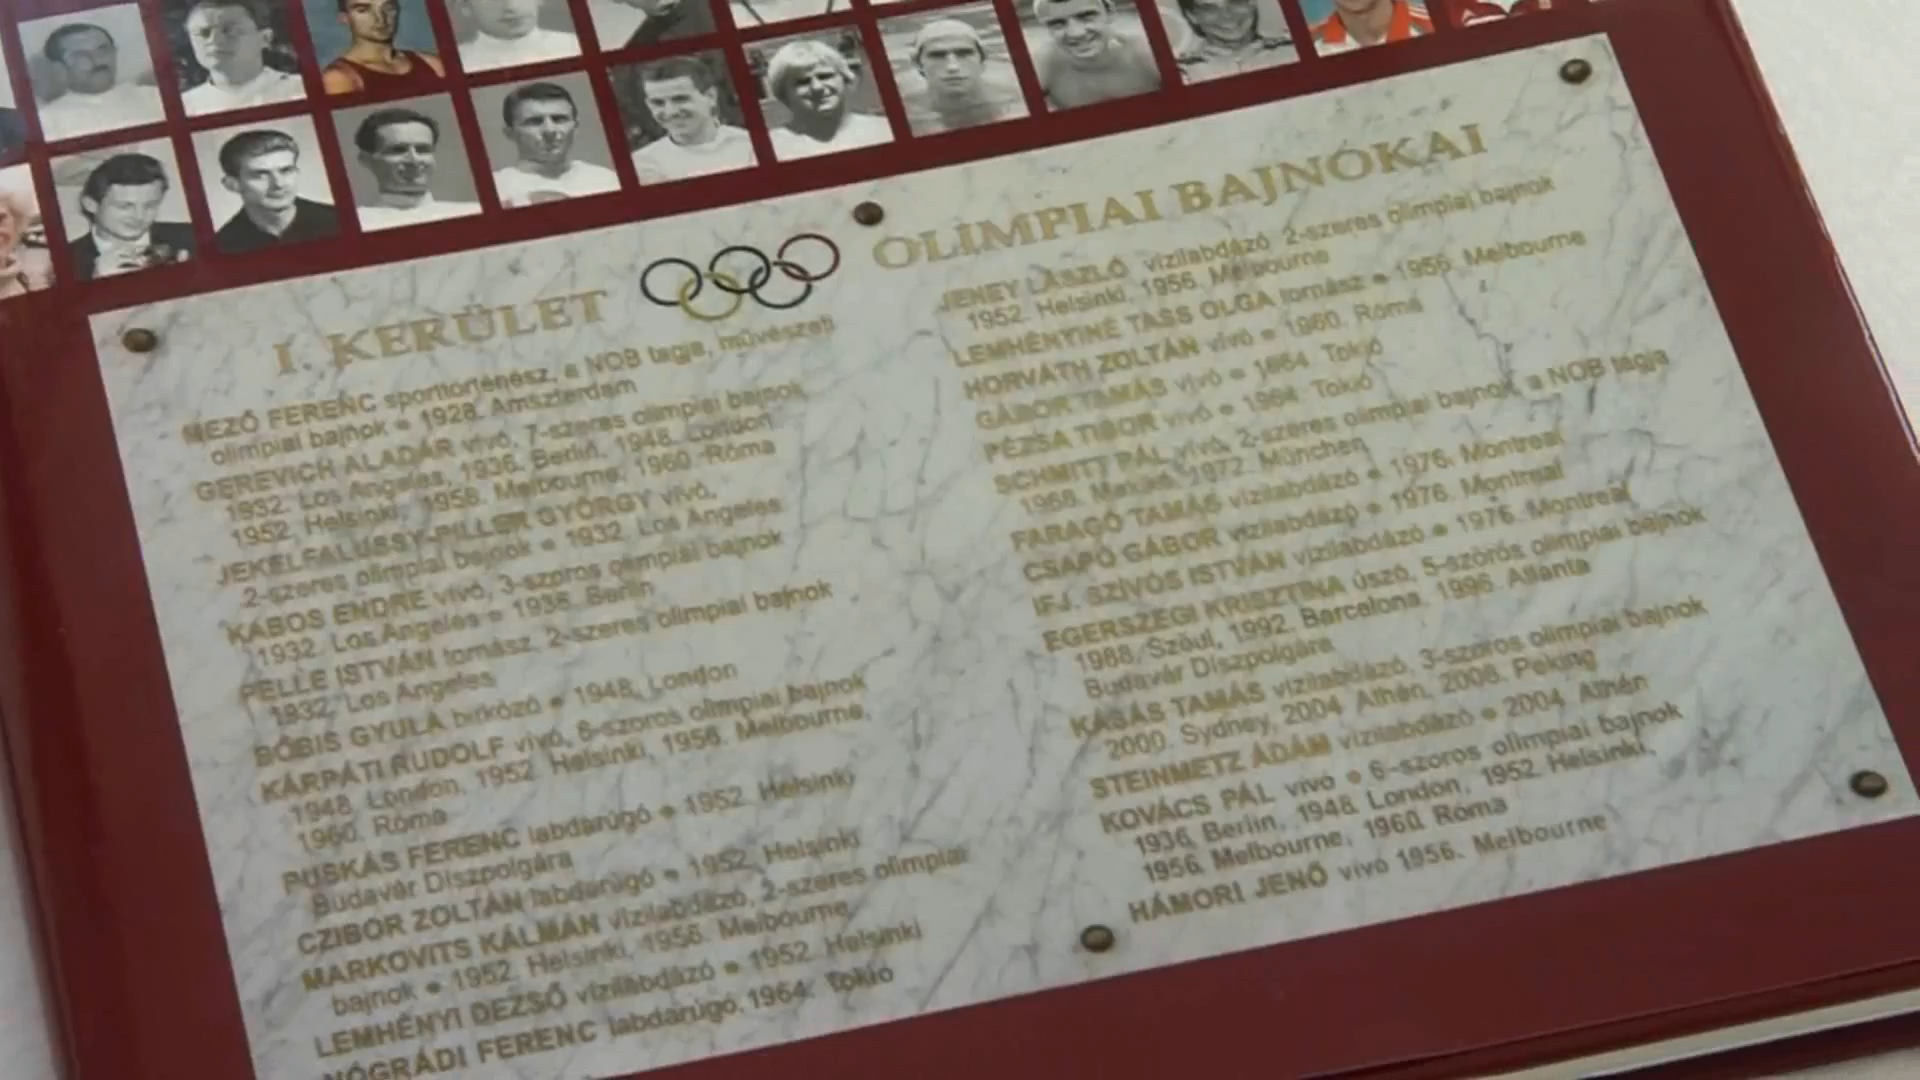 I. KERÜLET OLIMPIAI BAJNOKAI
MEZŐ FERENC sporttörténész, a NOB tagja, művészeti
olimpiai bajnok • 1928. Amszterdam
GEREVICH ALADÁR vívó, 7-szeres olimpiai bajnok
1932. Los Angeles, 1936. Berlin, 1948. London
1952. Helsinki, 1956. Melbourne, 1960. Róma
JEKELFALUSSY-PILLER GYÖRGY vívó,
2-szeres olimpiai bajnok • 1932. Los Angeles
KABOS ENDRE vívó, 3-szoros olimpiai bajnok
1932. Los Angeles • 1936. Berlin
PELLE ISTVÁN tornász, 2-szeres olimpiai bajnok
1932. Los Angeles
BÓBIS GYULA birkózó • 1948. London
KÁRPÁTI RUDOLF vívó, 6-szoros olimpiai bajnok
1948. London, 1952. Helsinki, 1956. Melbourne,
1960. Róma
PUSKÁS FERENC labdarúgó • 1952. Helsinki
Budavár Díszpolgára
CZIBOR ZOLTÁN labdarúgó • 1952. Helsinki
MARKOVITS KÁLMÁN vízilabdázó, 2-szeres olimpiai
bajnok • 1952. Helsinki, 1956. Melbourne
LEMHÉNYI DEZSŐ vízilabdázó • 1952. Helsinki
NÓGRÁDI FERENC labdarúgó, 1964. Tokió
JENEY LÁSZLÓ vízilabdázó 2-szeres olimpiai bajnok
1952. Helsinki, 1956. Melbourne
LEMHÉNYINÉ TASS OLGA tornász • 1956. Melbourne
HORVÁTH ZOLTÁN vívó • 1960. Róma
GÁBOR TAMÁS vívó • 1964. Tokió
PÉZSA TIBOR vívó • 1964. Tokió
SCHMITT PÁL vívó, 2-szeres olimpiai bajnok, a NOB tagja
1968. Mexikó, 1972. München
FARAGÓ TAMÁS vízilabdázó • 1976. Montreal
CSAPÓ GÁBOR vízilabdázó • 1976. Montreal
IFJ. SZÍVÓS ISTVÁN vízilabdázó • 1976. Montreal
EGERSZEGI KRISZTINA úszó, 5-szörös olimpiai bajnok
1988. Szöul, 1992. Barcelona, 1996. Atlanta
Budavár Díszpolgára
KÁSÁS TAMÁS vízilabdázó, 3-szoros olimpiai bajnok
2000. Sydney, 2004. Athén, 2008. Peking
STEINMETZ ÁDÁM vízilabdázó • 2004. Athén
KOVÁCS PÁL vívó • 6-szoros olimpiai bajnok
1936. Berlin, 1948. London, 1952. Helsinki,
1956. Melbourne, 1960. Róma
HÁMORI JENŐ vívó 1956. Melbourne